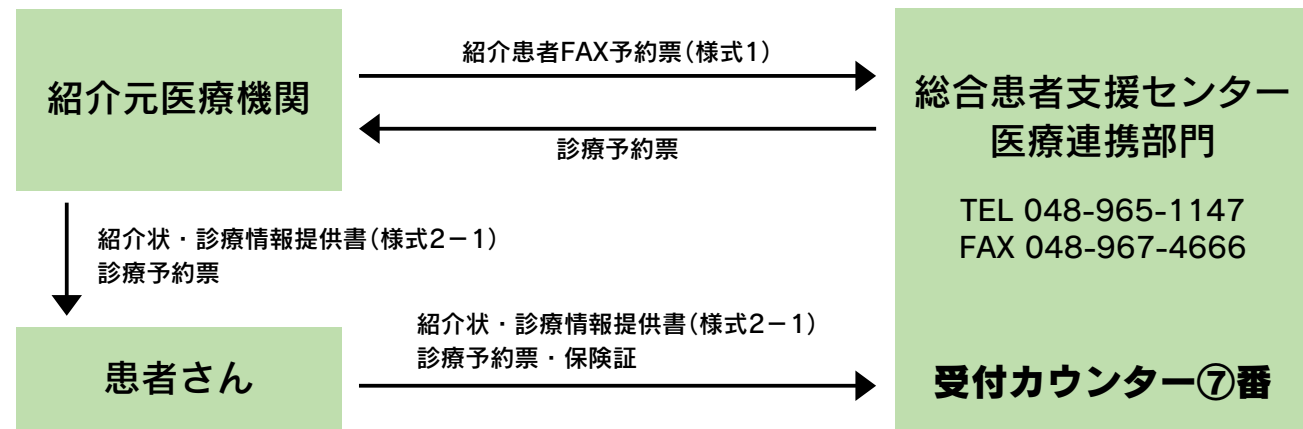 紹介元医療機関
紹介患者FAX予約票(様式1)
診療予約票
総合患者支援センター
医療連携部門
TEL 048-965-1147
FAX 048-967-4666
紹介状・診療情報提供書(様式2−1)
診療予約票
患者さん
紹介状・診療情報提供書(様式2−1)
診療予約票・保険証
受付カウンター⑦番